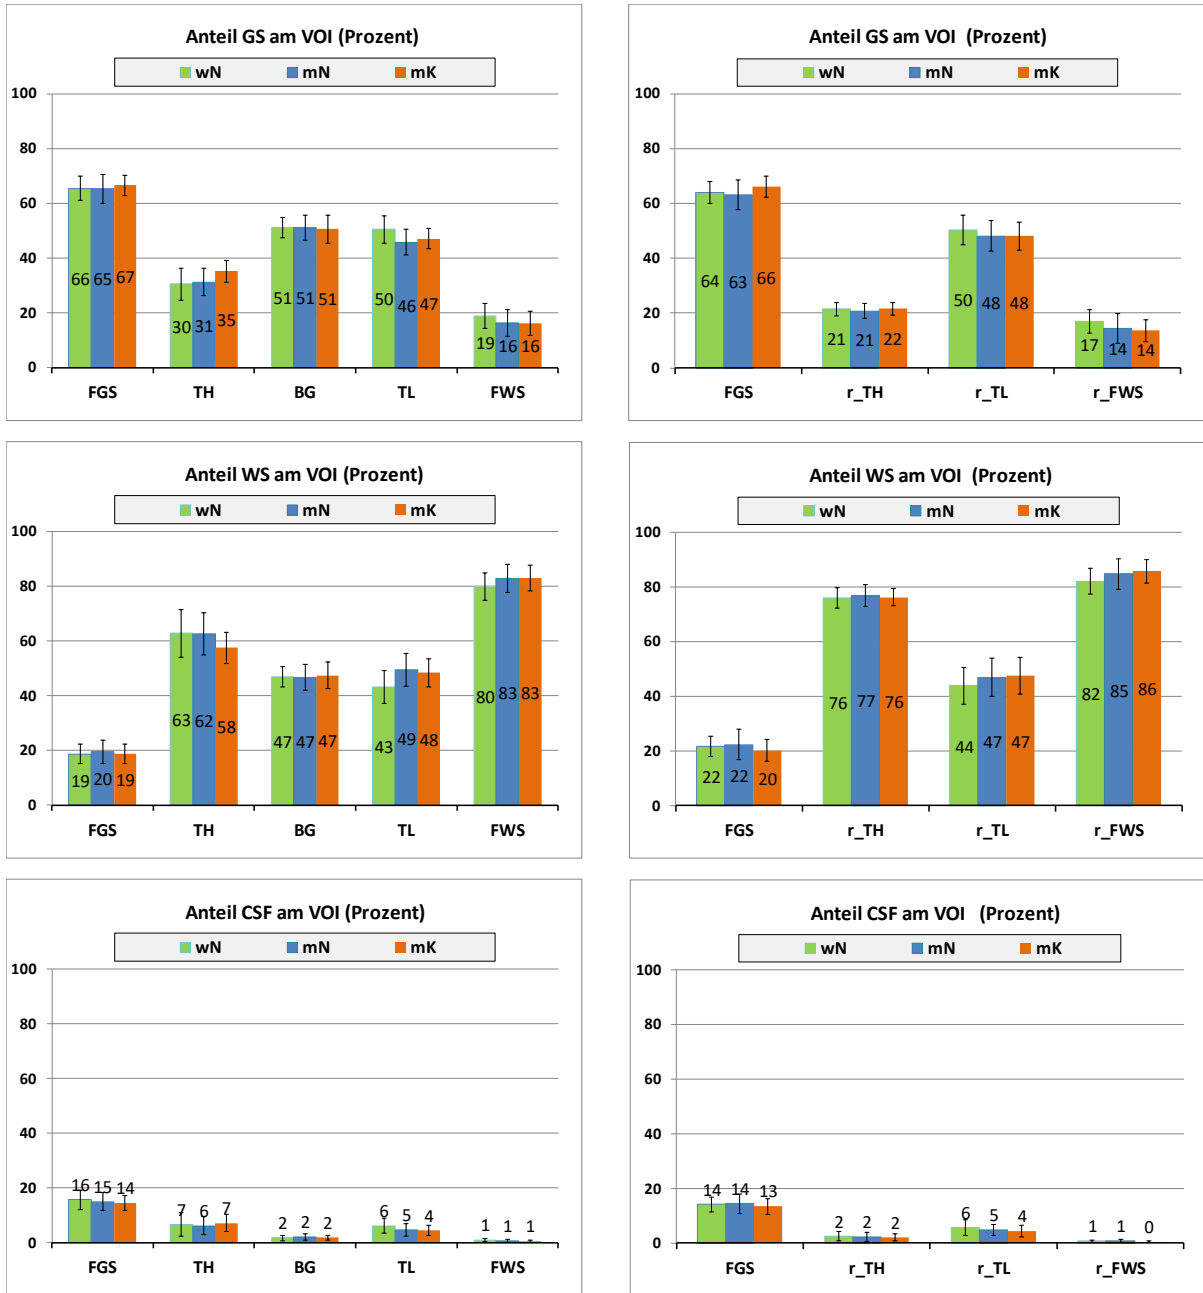 Anteil GS am VOI (Prozent)
wN mN mK
100
80
60
40
20
0
66 65 67 30 31 35 51 51 51 50 46 47 19 16 16
FGS TH BG TL FWS
Anteil GS am VOI (Prozent)
wN mN mK
100
80
60
40
20
0
64 63 66 21 21 22 50 48 48 17 14 14
FGS r_TH r_TL r_FWS
Anteil WS am VOI (Prozent)
wN mN mK
100
80
60
40
20
0
19 20 19 63 62 58 47 47 47 43 49 48 80 83 83
FGS TH BG TL FWS
Anteil WS am VOI (Prozent)
wN mN mK
100
80
60
40
20
0
22 22 20 76 77 76 44 47 47 82 85 86
FGS r_TH r_TL r_FWS
Anteil CSF am VOI (Prozent)
wN mN mK
100
80
60
40
20
0
16 15 14 7 6 7 2 2 2 6 5 4 1 1 1
FGS TH BG TL FWS
Anteil CSF am VOI (Prozent)
wN mN mK
100
80
60
40
20
0
14 14 13 2 2 2 6 5 4 1 1 0
FGS r_TH r_TL r_FWS